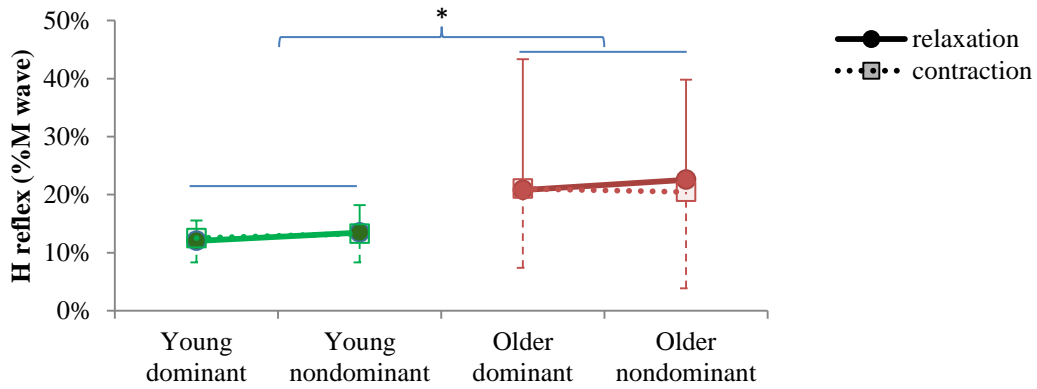 *
50%
40%
30%
20%
10%
0%
H reflex (%M wave)
Young
dominant
Young
nondominant
Older
dominant
Older
nondominant
relaxation
contraction